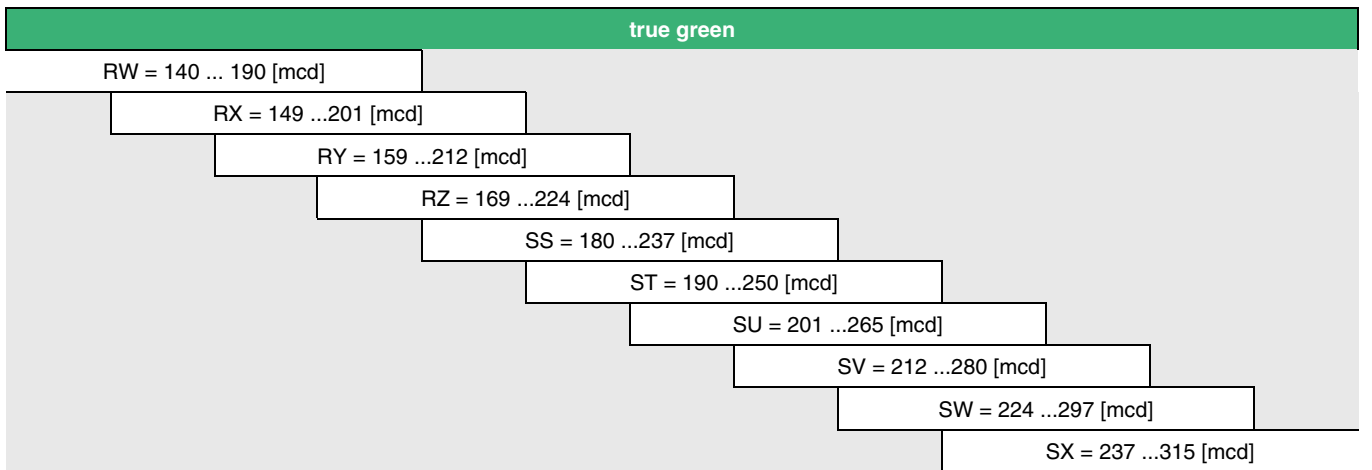 true green
RW = 140 ... 190 [mcd]
RX = 149 ...201 [mcd]
RY = 159 ...212 [mcd]
RZ = 169 ...224 [mcd]
SS = 180 ...237 [mcd]
ST = 190 ...250 [mcd]
SU = 201 ...265 [mcd]
SV = 212 ...280 [mcd]
SW = 224 ...297 [mcd]
SX = 237 ...315 [mcd]